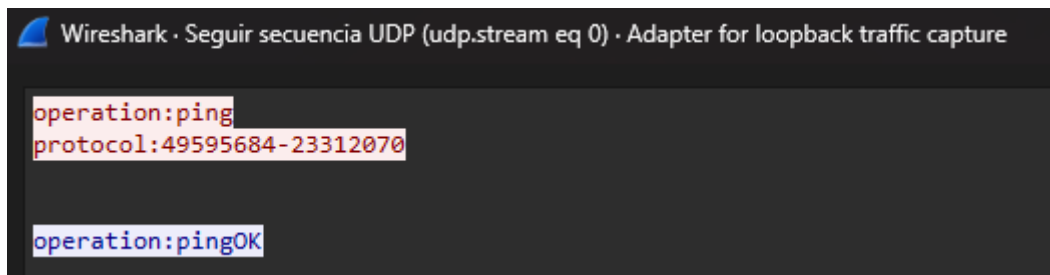 Wireshark · Seguir secuencia UDP (udp.stream eq 0) · Adapter for loopback traffic capture
operation:ping
protocol:49595684-23312070
operation:pingOK